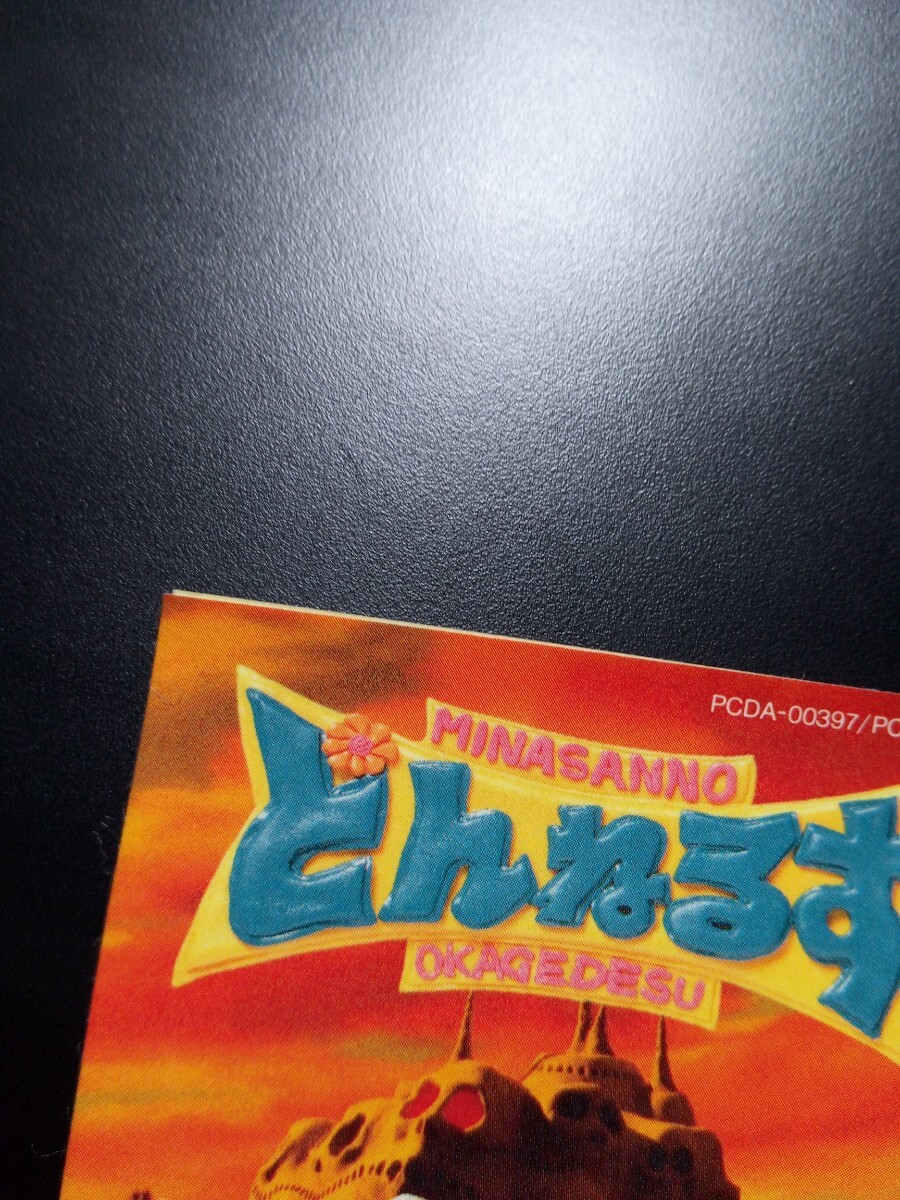 PCDA-00397/PC
MINASANNO
とんねるず
OKAGEDESU